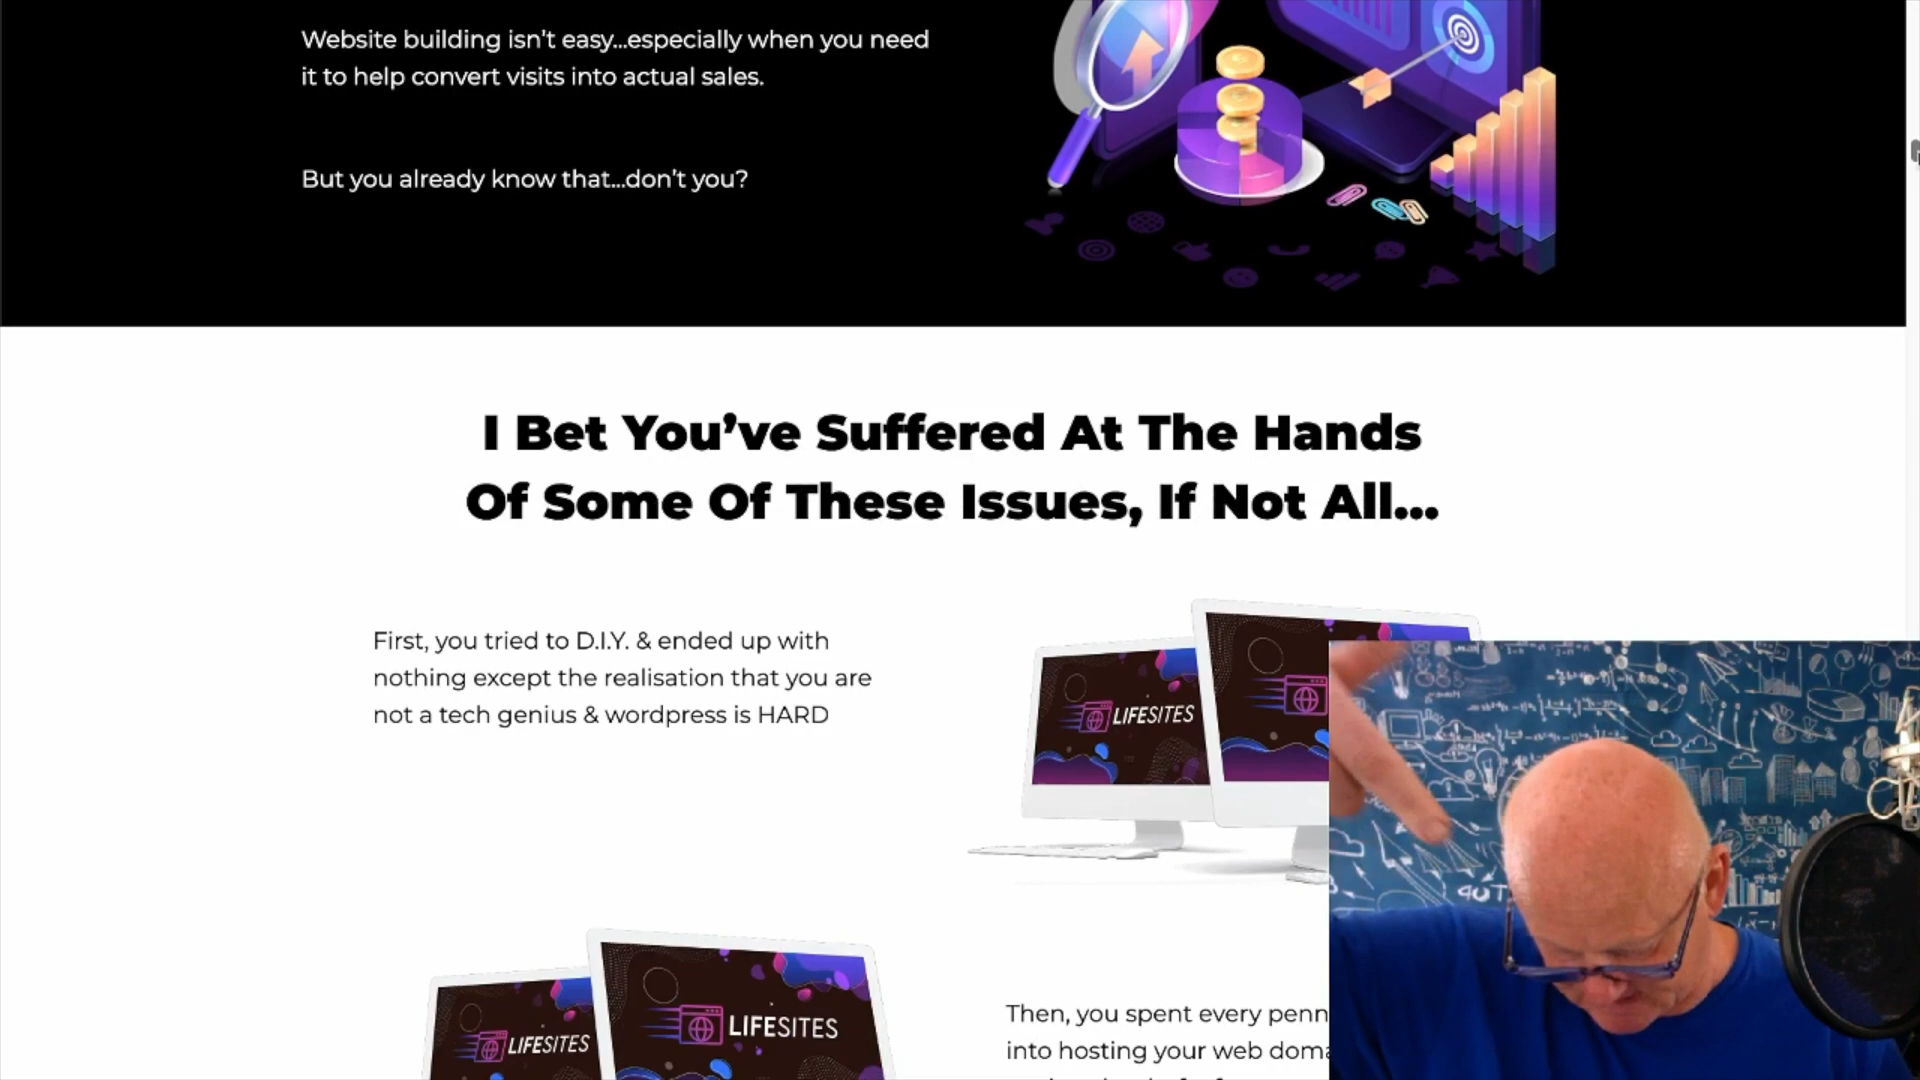 Website building isn't easy...especially when you need
it to help convert visits into actual sales.
But you already know that...don't you?
I Bet You’ve Suffered At The Hands
Of Some Of These Issues, If Not All...
First, you tried to D.I.Y. & ended up with
nothing except the realisation that you are
not a tech genius & wordpress is HARD
LIFESITES
LIFESITES
LIFESITES
Then, you spent every penn
into hosting your web doma